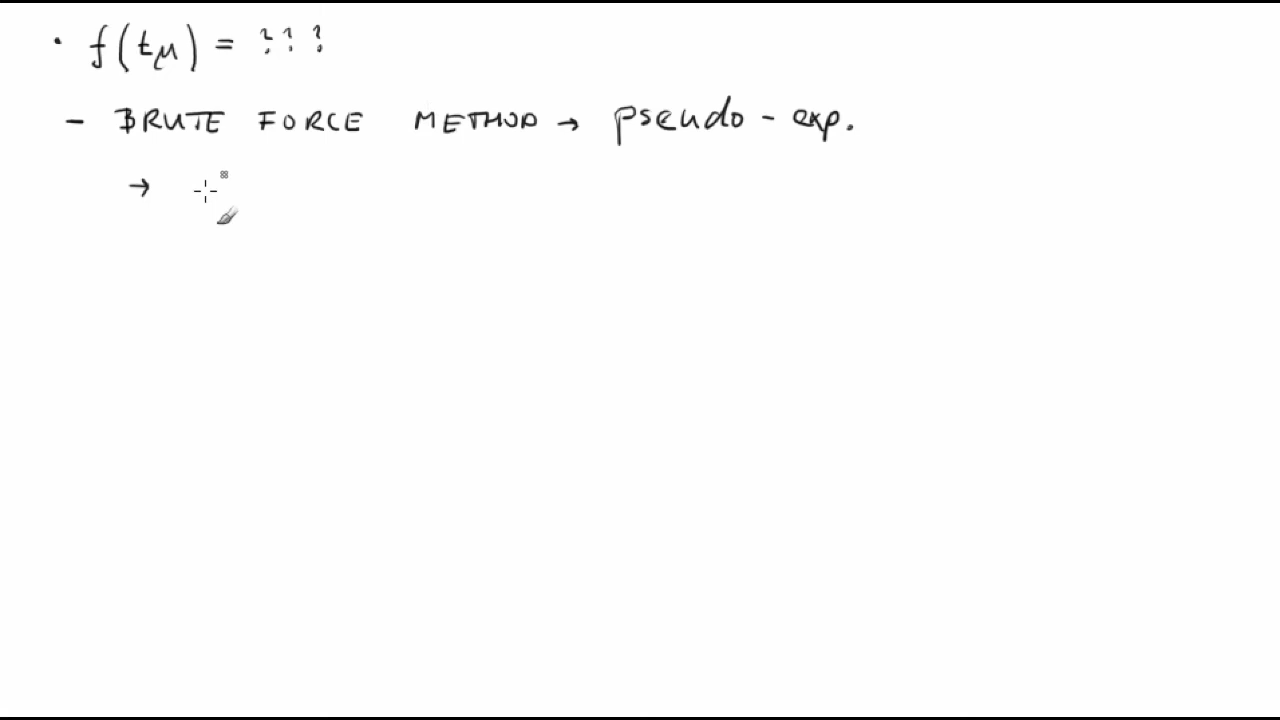 • f(tμ) = ???
- BRUTE FORCE METHOD → pseudo - exp.
→